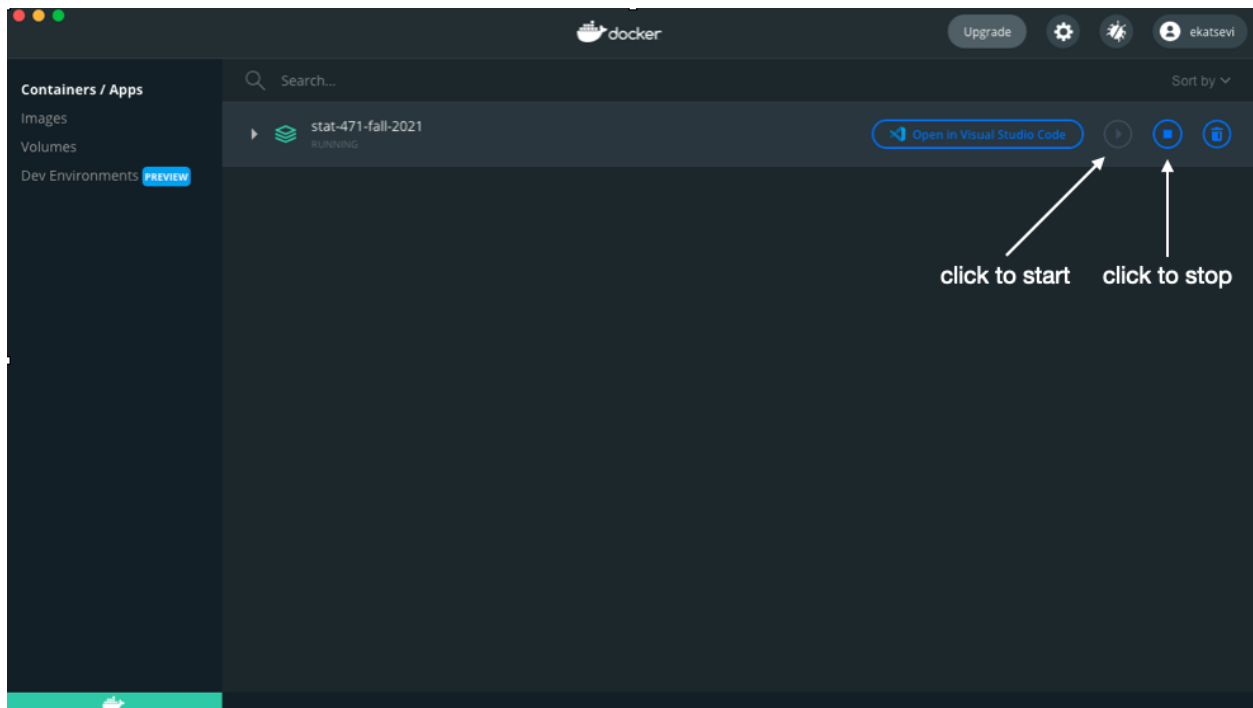 docker
Upgrade
ekatsevi
Containers / Apps
Images
Volumes
Dev Environments PREVIEW
Search...
Sort by
stat-471-fall-2021
RUNNING
Open in Visual Studio Code
click to start
click to stop